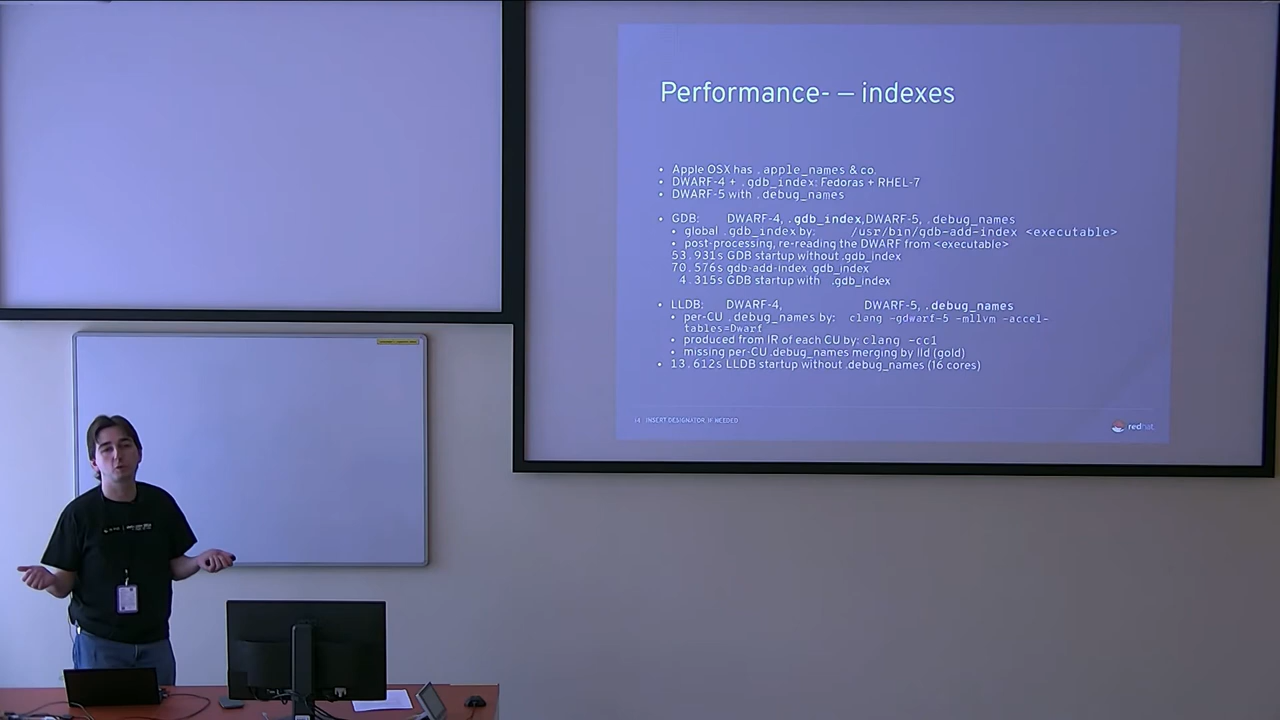 Performance- — indexes
• Apple OSX has .apple_names & co.
• DWARF-4 + .gdb_index: Fedoras + RHEL-7
• DWARF-5 with .debug_names
• GDB: DWARF-4, .gdb_index, DWARF-5, .debug_names
• global .gdb_index by: /usr/bin/gdb-add-index <executable>
• post-processing, re-reading the DWARF from <executable>
53.931s GDB startup without .gdb_index
70.576s gdb-add-index .gdb_index
4.315s GDB startup with .gdb_index
• LLDB: DWARF-4, DWARF-5, .debug_names
• per-CU .debug_names by: clang -gdwarf-5 -mllvm -accel-
tables=Dwarf
• produced from IR of each CU by: clang -cc1
• missing per-CU .debug_names merging by lld (gold)
• 13.612s LLDB startup without .debug_names (16 cores)
14 INSERT DESIGNATOR, IF NEEDED
redhat.